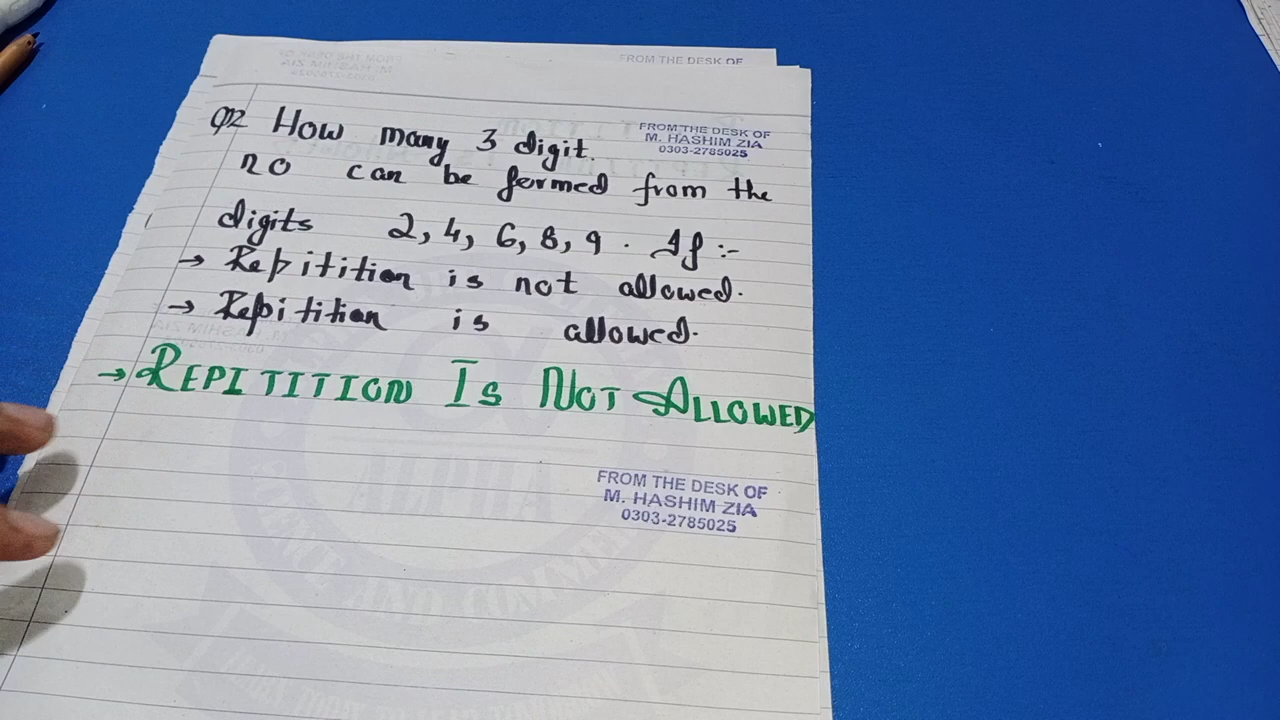 FROM THE DESK OF
Q2 How many 3 digit.
FROM THE DESK OF
M. HASHIM ZIA
0303-2785025
no can be formed from the
digits 2, 4, 6, 8, 9. If :-
→ Repitition is not allowed.
→ Repitition is allowed.
→ REPITITION IS NOT ALLOWED
FROM THE DESK OF
M. HASHIM ZIA
0303-2785025